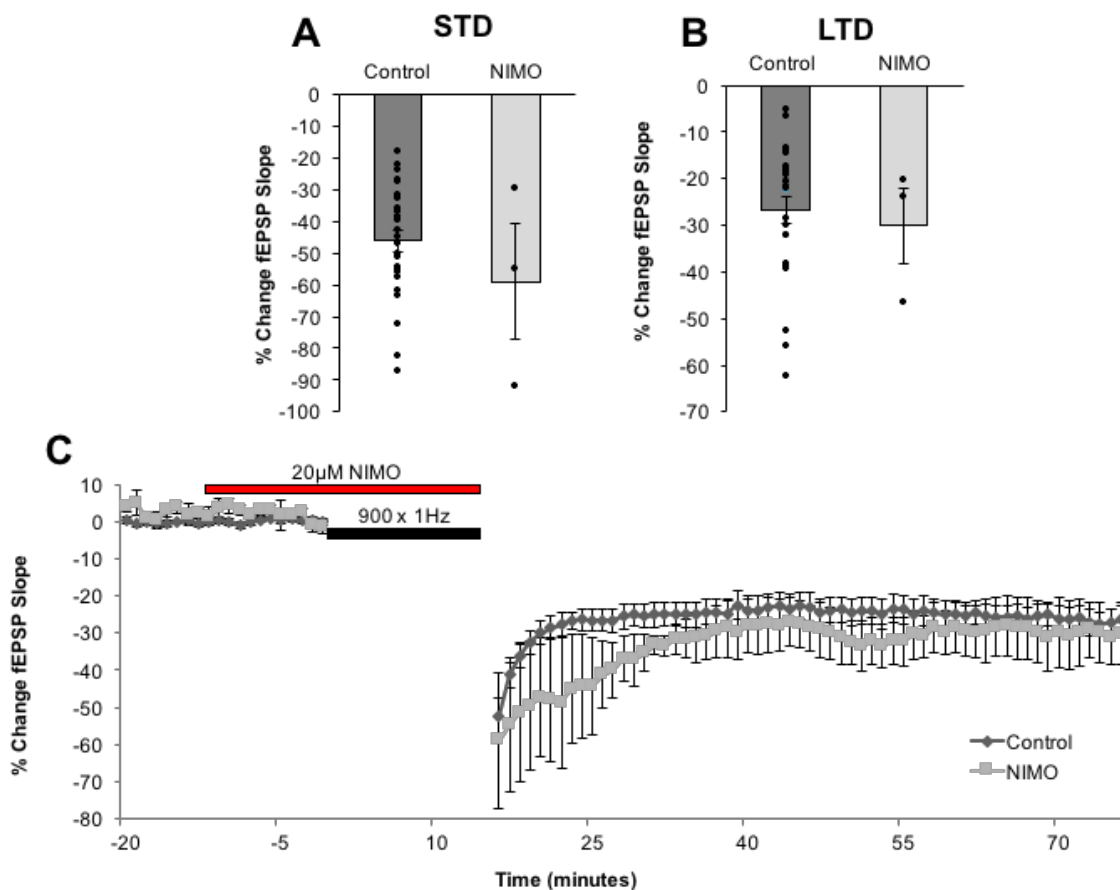 A
STD
Control
NIMO
% Change fEPSP Slope
0
-10
-20
-30
-40
-50
-60
-70
-80
-90
-100
B
LTD
Control
NIMO
% Change fEPSP Slope
0
-10
-20
-30
-40
-50
-60
-70
C
20µM NIMO
900 x 1Hz
% Change fEPSP Slope
10
0
-10
-20
-30
-40
-50
-60
-70
-80
Control
NIMO
-20 -5 10 25 40 55 70
Time (minutes)